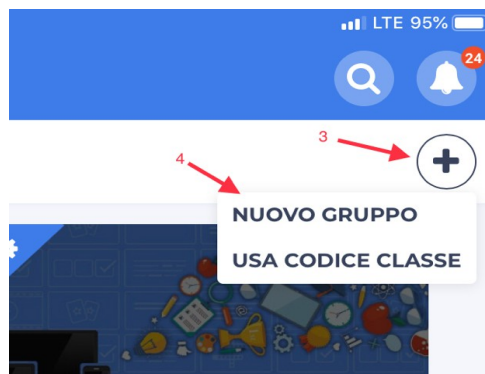 LTE 95%
24
3
4
NUOVO GRUPPO
USA CODICE CLASSE